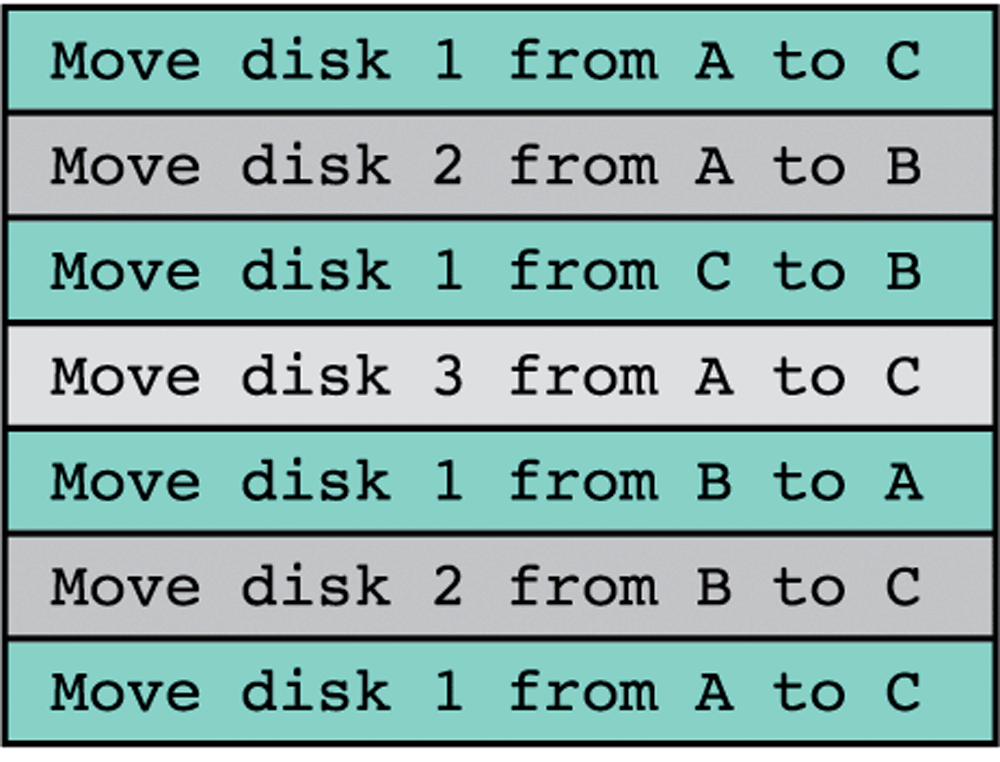 Move disk 1 from A to C
Move disk 2 from A to B
Move disk 1 from C to B
Move disk 3 from A to C
Move disk 1 from B to A
Move disk 2 from B to C
Move disk 1 from A to C